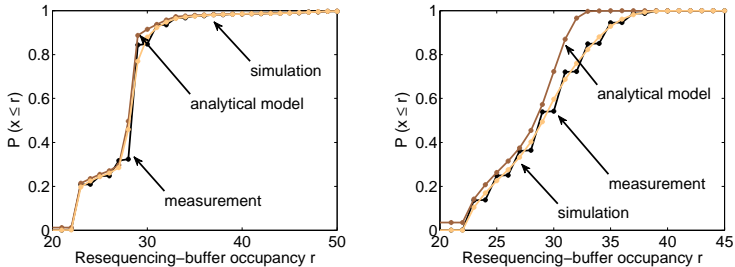 1
0.8
0.6
0.4
0.2
0
P (x ≤ r)
simulation
analytical model
measurement
20 30 40 50
Resequencing−buffer occupancy r
1
0.8
0.6
0.4
0.2
0
P (x ≤ r)
analytical model
measurement
simulation
20 25 30 35 40 45
Resequencing−buffer occupancy r